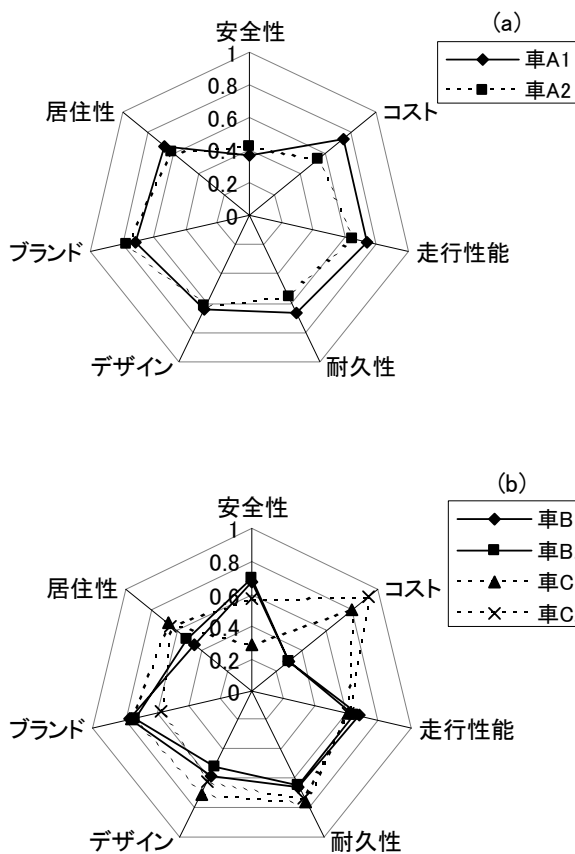 (a)
安全性
車A1
車A2
1
0.8
0.6
0.4
0.2
0
居住性
コスト
ブランド
走行性能
デザイン
耐久性
(b)
安全性
車B
車B
車C
車C
1
0.8
0.6
0.4
0.2
0
居住性
コスト
ブランド
走行性能
デザイン
耐久性